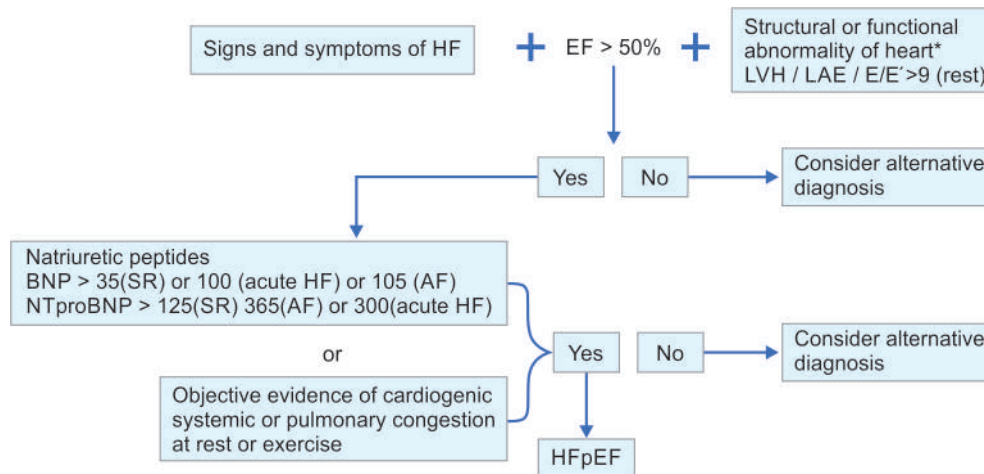 Signs and symptoms of HF
+
EF > 50%
+
Structural or functional
abnormality of heart*
LVH / LAE / E/E´>9 (rest)
Yes
No
Consider alternative
diagnosis
Natriuretic peptides
BNP > 35(SR) or 100 (acute HF) or 105 (AF)
NTproBNP > 125(SR) 365(AF) or 300(acute HF)
or
Objective evidence of cardiogenic
systemic or pulmonary congestion
at rest or exercise
Yes
No
Consider alternative
diagnosis
HFpEF